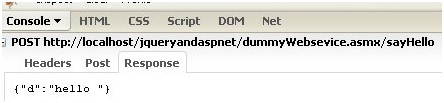 Console HTML CSS Script DOM Net
POST http://localhost/jqueryandaspnet/dummyWebsevice.asmx/sayHello
Headers Post Response
{"d":"hello "}